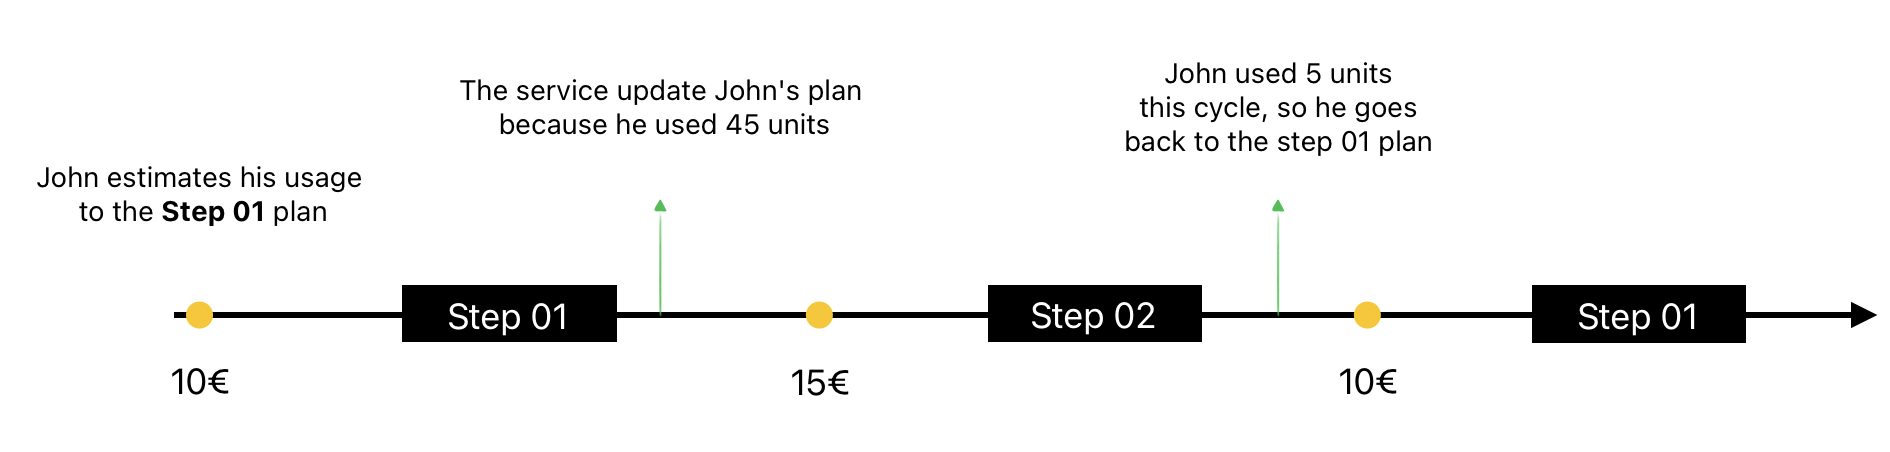 John estimates his usage
to the Step 01 plan
The service update John's plan
because he used 45 units
John used 5 units
this cycle, so he goes
back to the step 01 plan
Step 01
Step 02
Step 01
10€
15€
10€